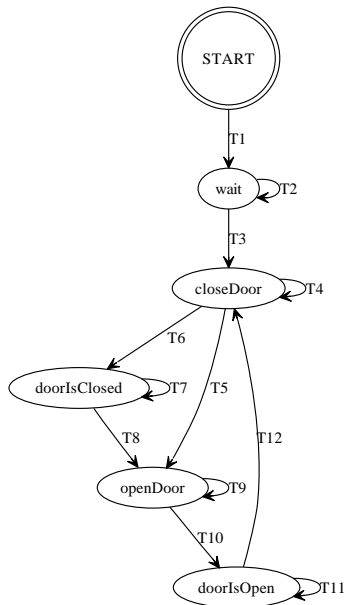 START
T1
wait
T2
T3
closeDoor
T4
T6
doorIsClosed
T7
T5
T8
T12
openDoor
T9
T10
doorIsOpen
T11